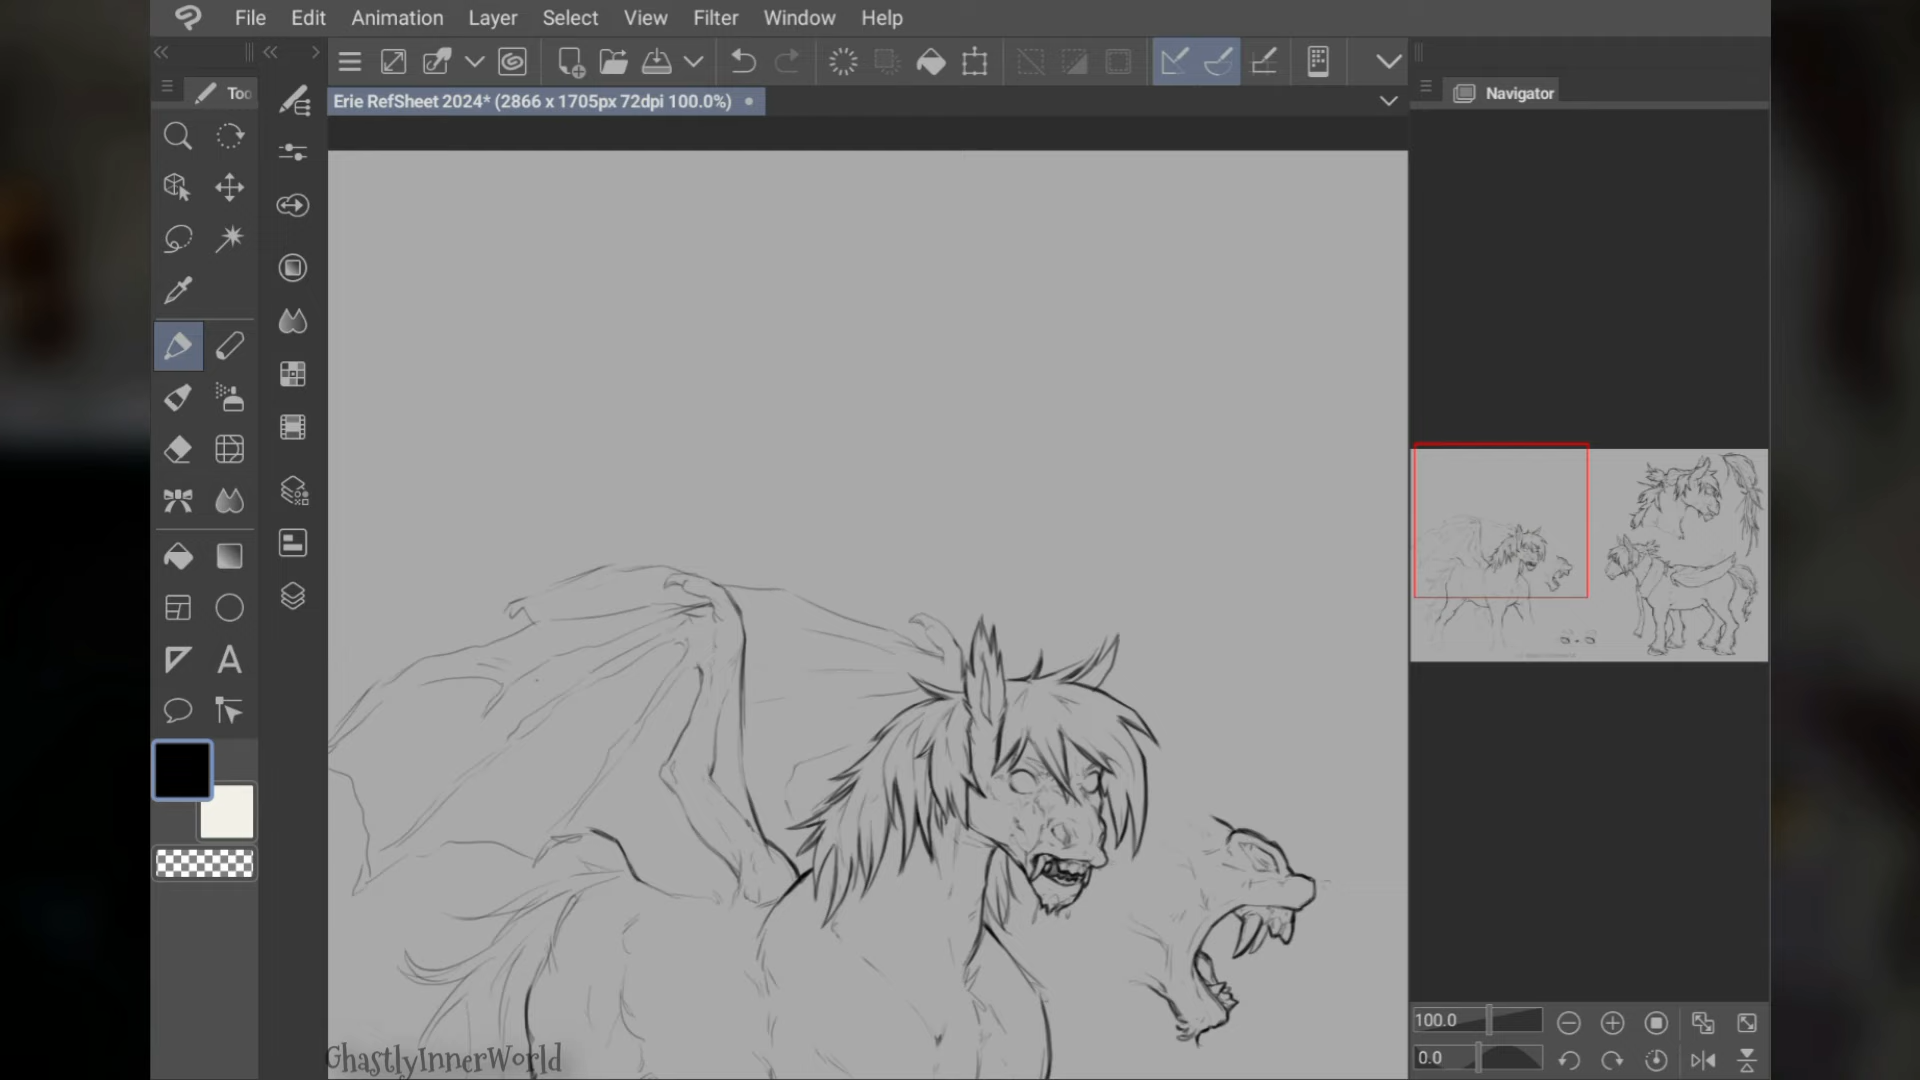 File Edit Animation Layer Select View Filter Window Help
Too
Erie RefSheet 2024* (2866 x 1705px 72dpi 100.0%)
Navigator
100.0
0.0
GhastlyInnerWorld